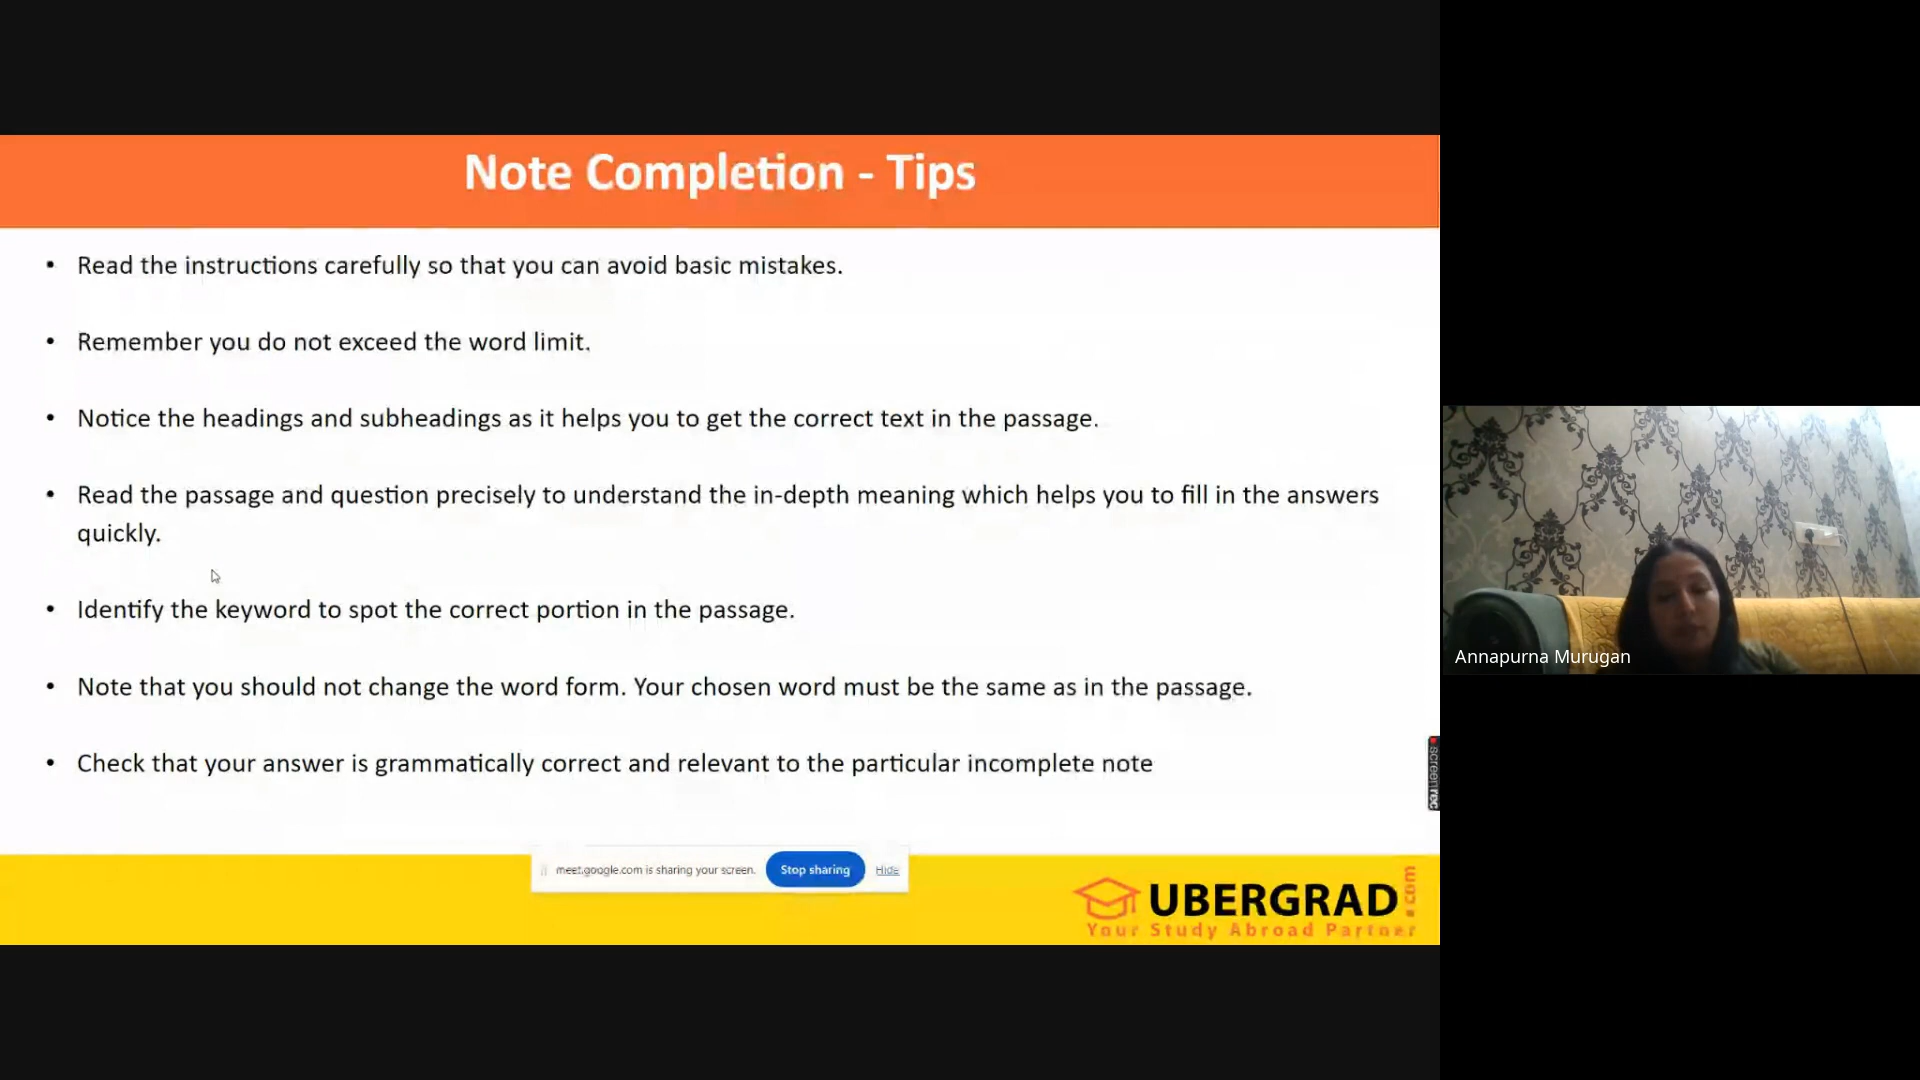 Note Completion - Tips
• Read the instructions carefully so that you can avoid basic mistakes.
• Remember you do not exceed the word limit.
• Notice the headings and subheadings as it helps you to get the correct text in the passage.
• Read the passage and question precisely to understand the in-depth meaning which helps you to fill in the answers
quickly.
• Identify the keyword to spot the correct portion in the passage.
• Note that you should not change the word form. Your chosen word must be the same as in the passage.
• Check that your answer is grammatically correct and relevant to the particular incomplete note
meet.google.com is sharing your screen. Stop sharing Hide
UBERGRAD.com
Your Study Abroad Partner
screenrec
Annapurna Murugan